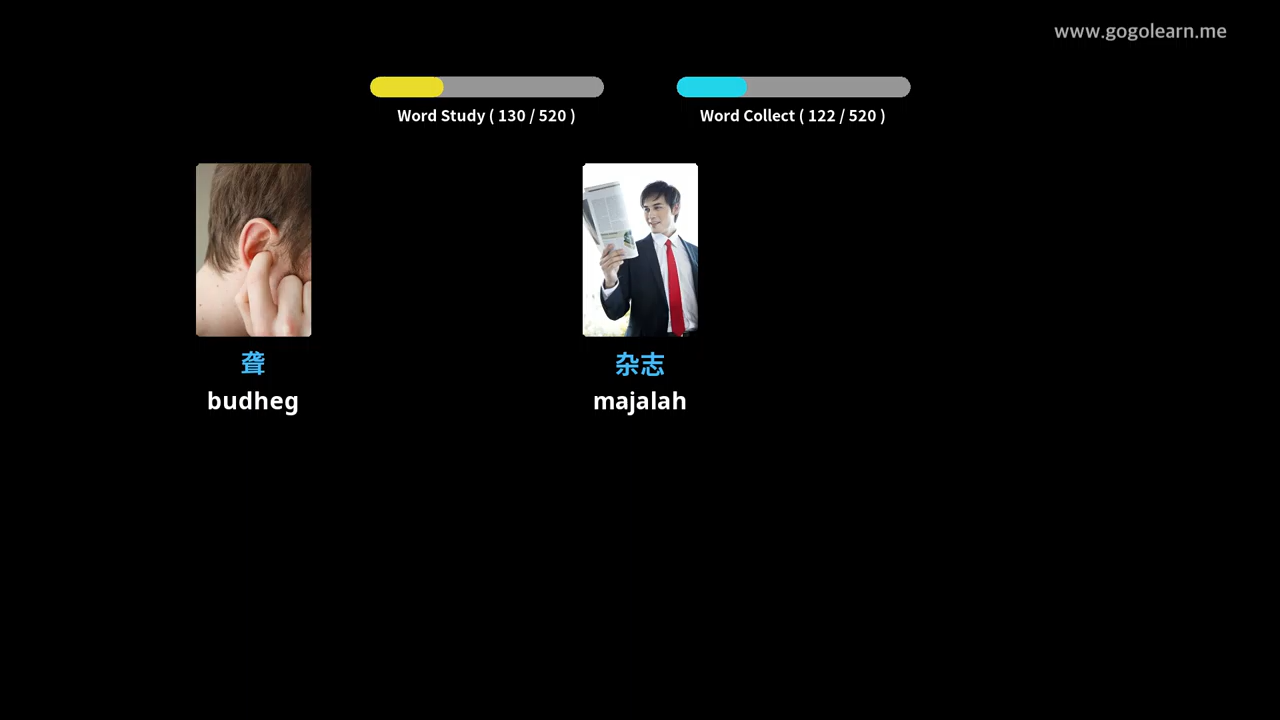 www.gogolearn.me
Word Study ( 130 / 520 )
Word Collect ( 122 / 520 )
聋
budheg
杂志
majalah